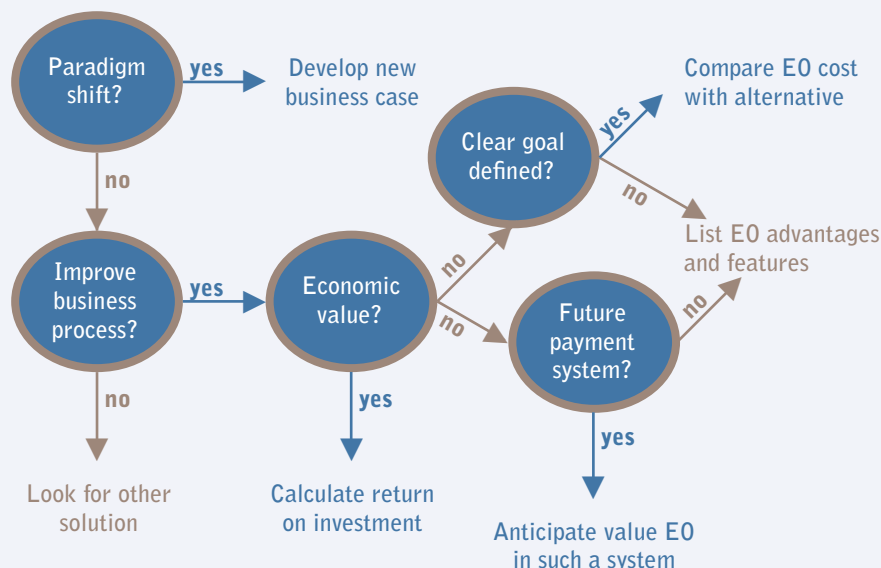 Paradigm
shift?
yes
Develop new
business case
no
Improve
business
process?
yes
no
Look for other
solution
Economic
value?
yes
Calculate return
on investment
no
Clear goal
defined?
yes
Compare EO cost
with alternative
no
List EO advantages
and features
no
Future
payment
system?
no
yes
Anticipate value EO
in such a system